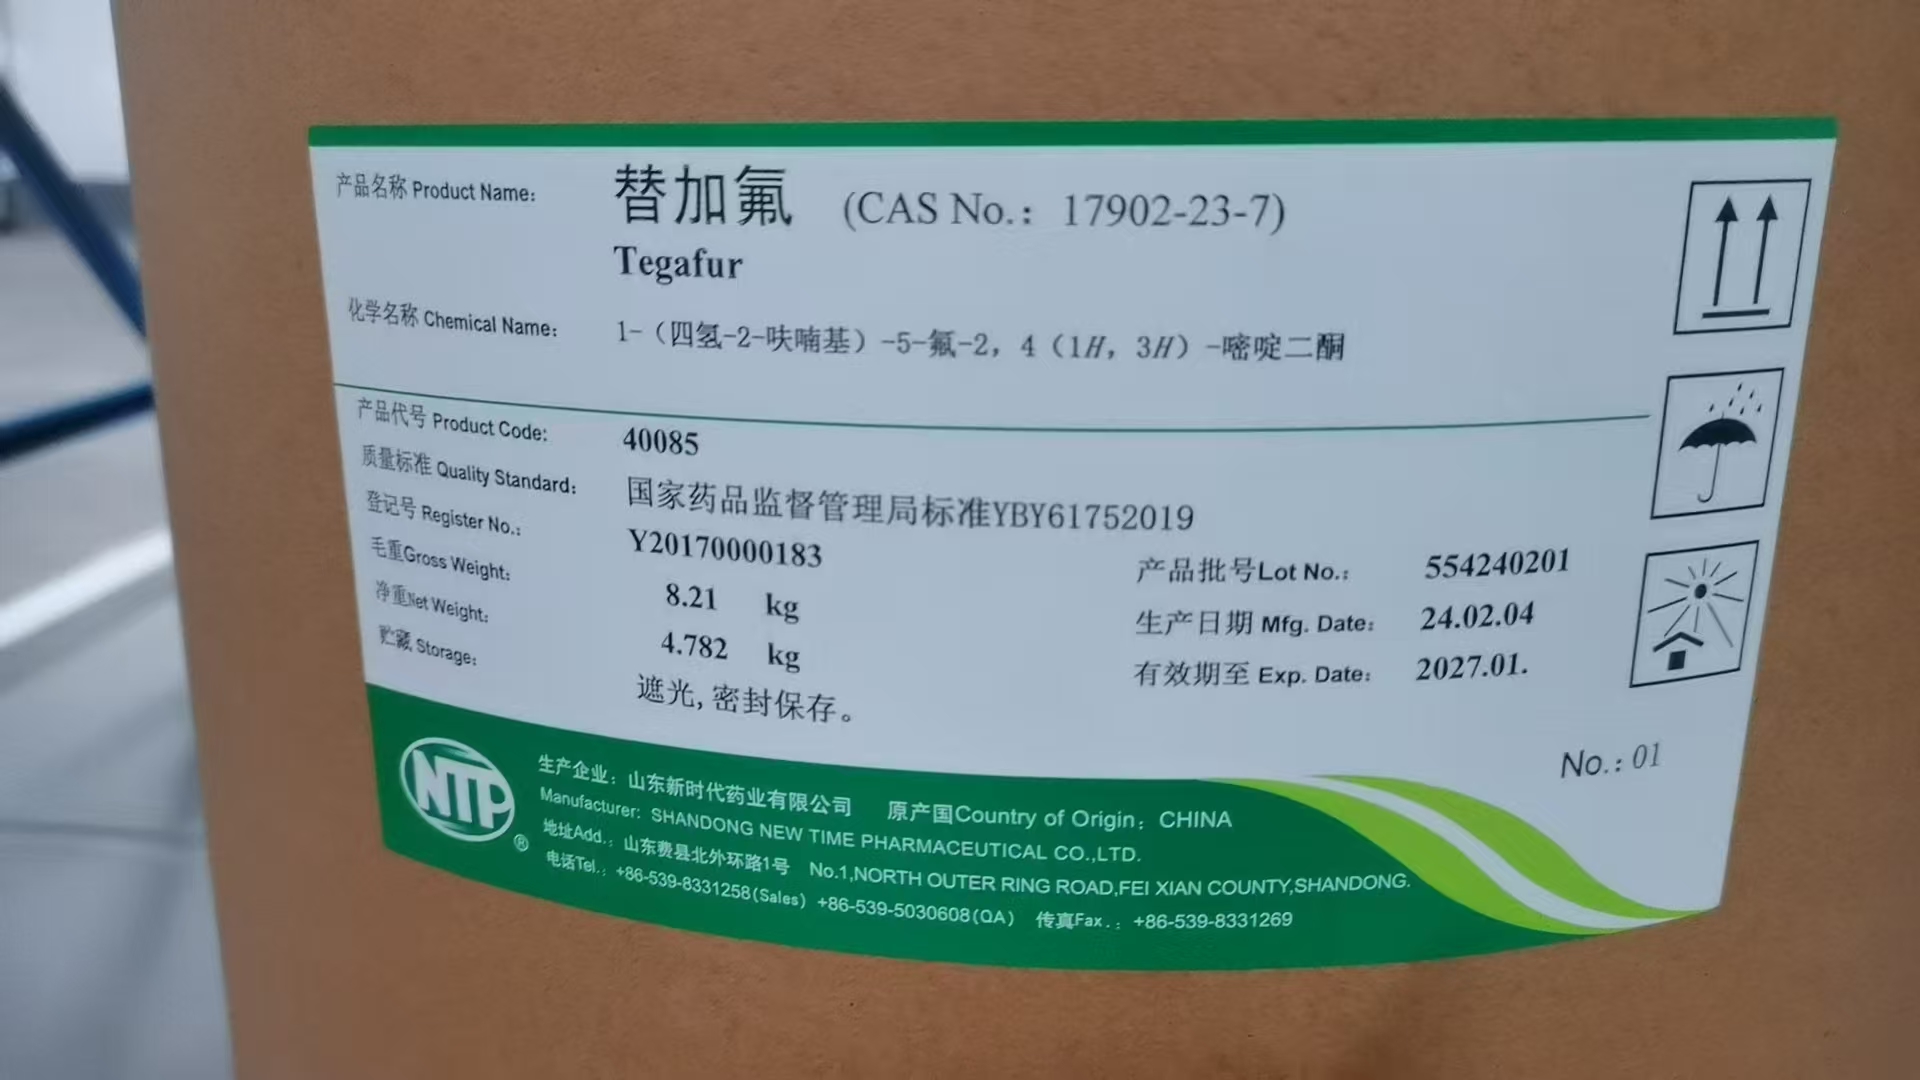 产品名称 Product Name: 替加氟 (CAS No.: 17902-23-7)
Tegafur
化学名称 Chemical Name: 1-（四氢-2-呋喃基）-5-氟-2，4（1H，3H）-嘧啶二酮
产品代号 Product Code: 40085
质量标准 Quality Standard: 国家药品监督管理局标准YBY61752019
登记号 Register No.: Y20170000183
毛重Gross Weight: 8.21 kg
净重Net Weight: 4.782 kg
贮藏 Storage: 遮光,密封保存。
产品批号Lot No.: 554240201
生产日期 Mfg. Date: 24.02.04
有效期至 Exp. Date: 2027.01.
No.: 01
NTP®
生产企业：山东新时代药业有限公司 原产国Country of Origin: CHINA
Manufacturer: SHANDONG NEW TIME PHARMACEUTICAL CO.,LTD.
地址Add.: 山东费县北外环路1号 No.1,NORTH OUTER RING ROAD,FEI XIAN COUNTY,SHANDONG.
电话Tel.: +86-539-8331258(Sales) +86-539-5030608(QA) 传真Fax.: +86-539-8331269